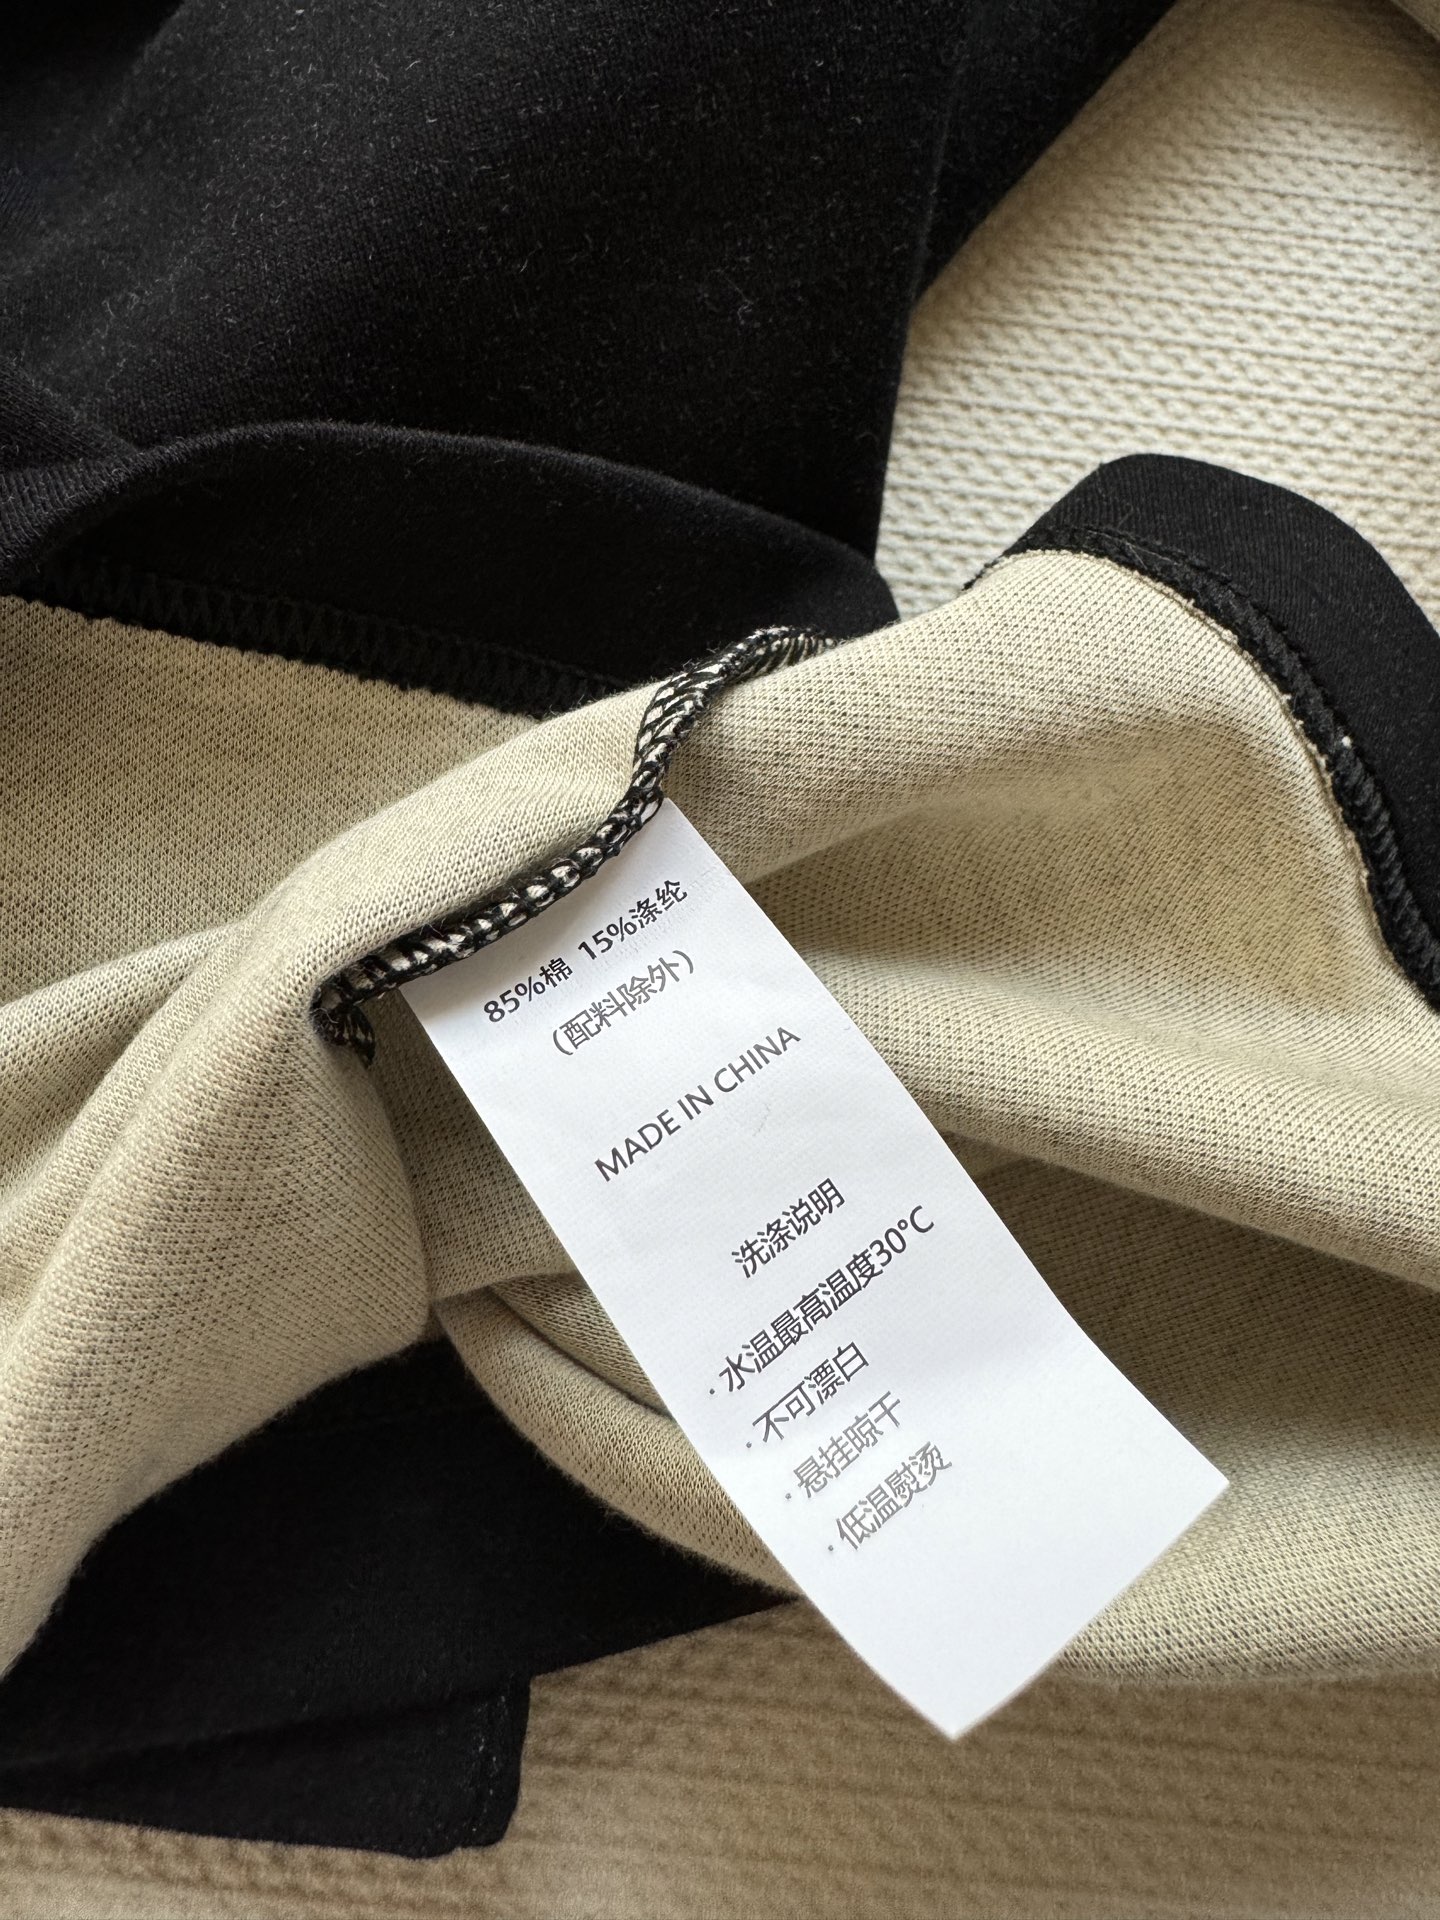 85%棉 15%涤纶
(配料除外)
MADE IN CHINA
洗涤说明
·水温最高温度30℃
·不可漂白
·悬挂晾干
·低温熨烫